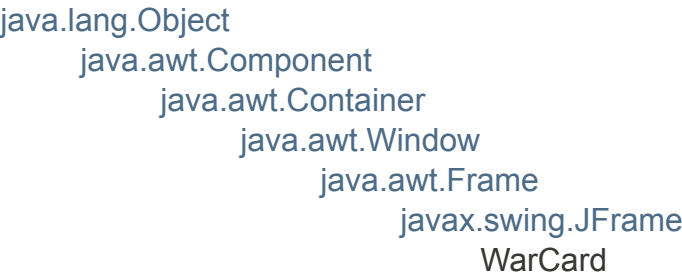 java.lang.Object
java.awt.Component
java.awt.Container
java.awt.Window
java.awt.Frame
javax.swing.JFrame
WarCard